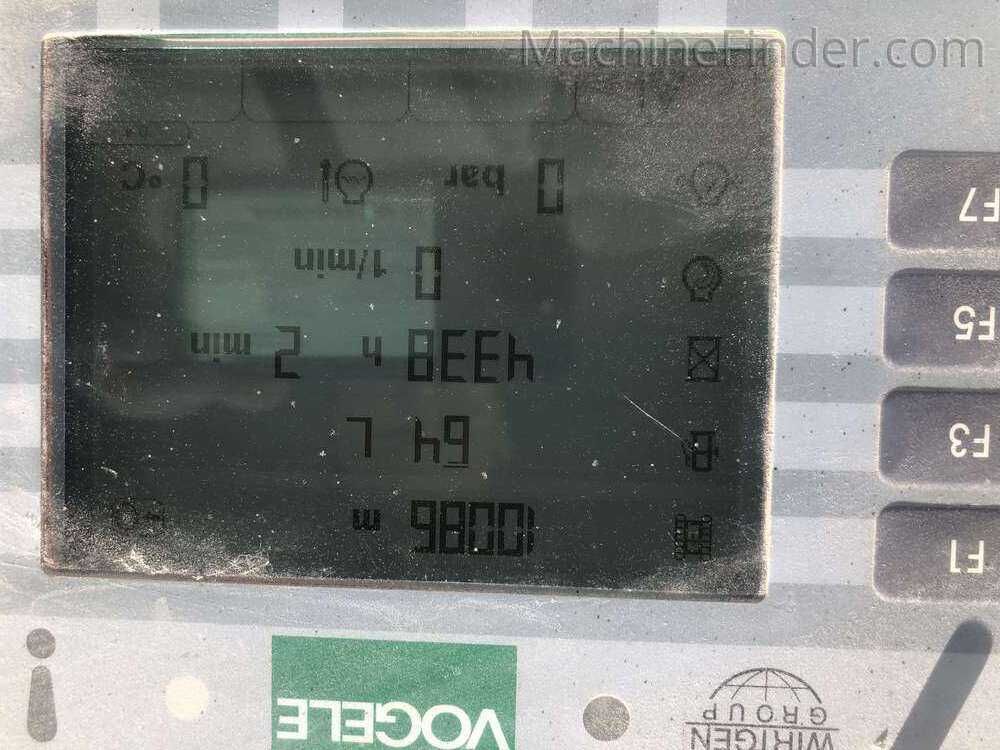 WIRTGEN
GROUP
VÖGELE
F1
10086 m
F3
64 L
F5
4338 h 2 min
0 1/min
F7
0 bar
0 °C
MachineFinder.com